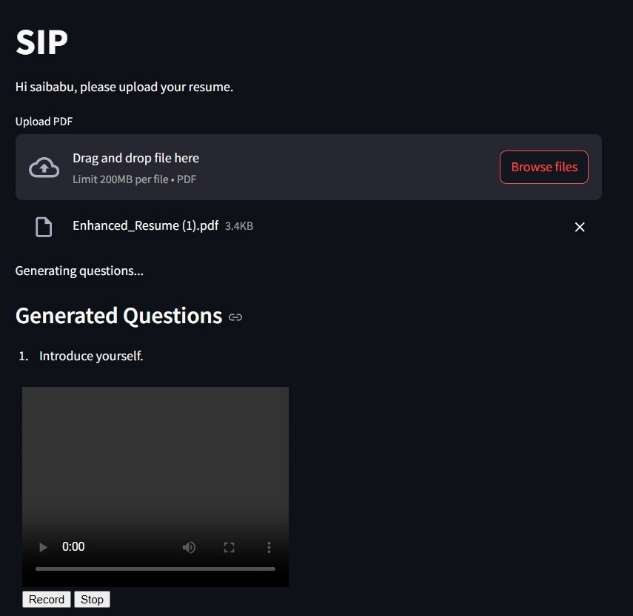 SIP
Hi saibabu, please upload your resume.
Upload PDF
Drag and drop file here
Limit 200MB per file • PDF
Browse files
Enhanced_Resume (1).pdf 3.4KB
Generating questions...
Generated Questions
1. Introduce yourself.
0:00
Record Stop